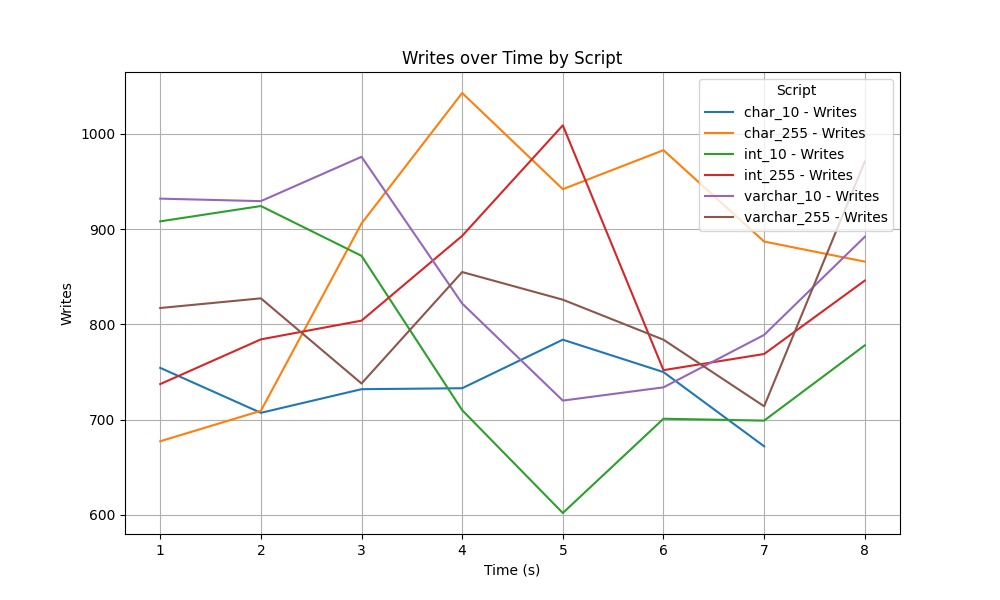 Writes over Time by Script
Script
char_10 - Writes
char_255 - Writes
int_10 - Writes
int_255 - Writes
varchar_10 - Writes
varchar_255 - Writes
Writes
1000
900
800
700
600
1 2 3 4 5 6 7 8
Time (s)